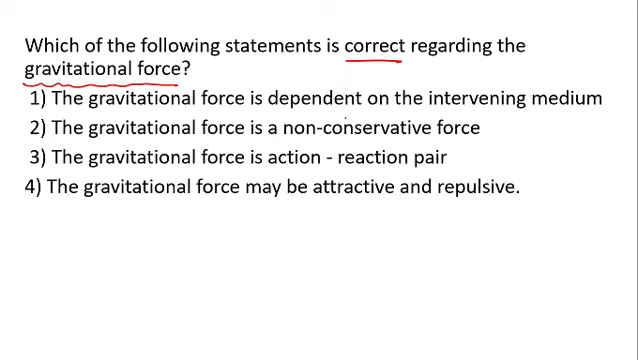 Which of the following statements is correct regarding the
gravitational force?
1) The gravitational force is dependent on the intervening medium
2) The gravitational force is a non-conservative force
3) The gravitational force is action - reaction pair
4) The gravitational force may be attractive and repulsive.